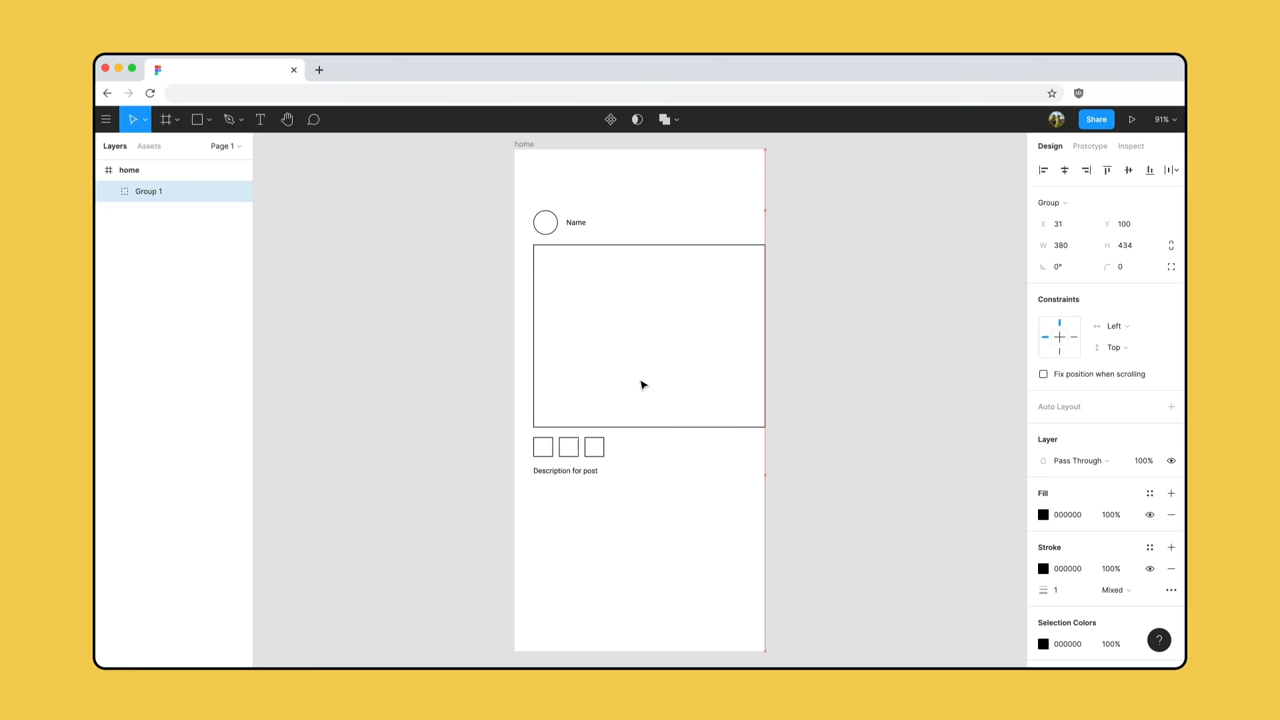 Share
91%
Layers
Assets
Page 1
home
Group 1
home
Name
Description for post
Design
Prototype
Inspect
Group
X 31
Y 100
W 380
H 434
0°
0
Constraints
Left
Top
Fix position when scrolling
Auto Layout
Layer
Pass Through
100%
Fill
000000
100%
Stroke
000000
100%
1
Mixed
Selection Colors
000000
100%
?